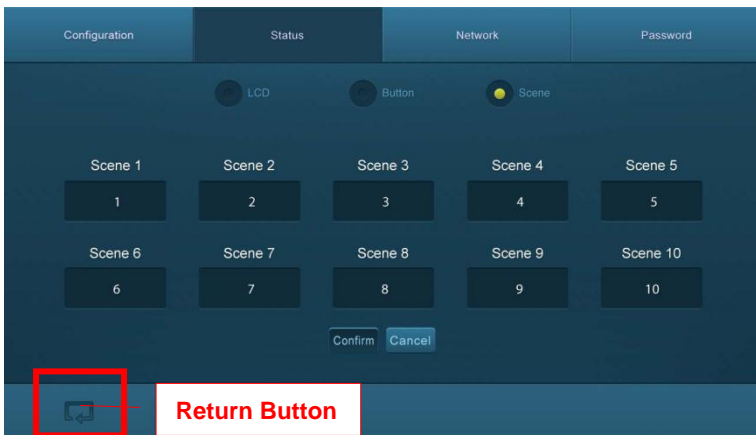 Configuration Status Network Password
LCD Button Scene
Scene 1 Scene 2 Scene 3 Scene 4 Scene 5
1 2 3 4 5
Scene 6 Scene 7 Scene 8 Scene 9 Scene 10
6 7 8 9 10
Confirm Cancel
Return Button